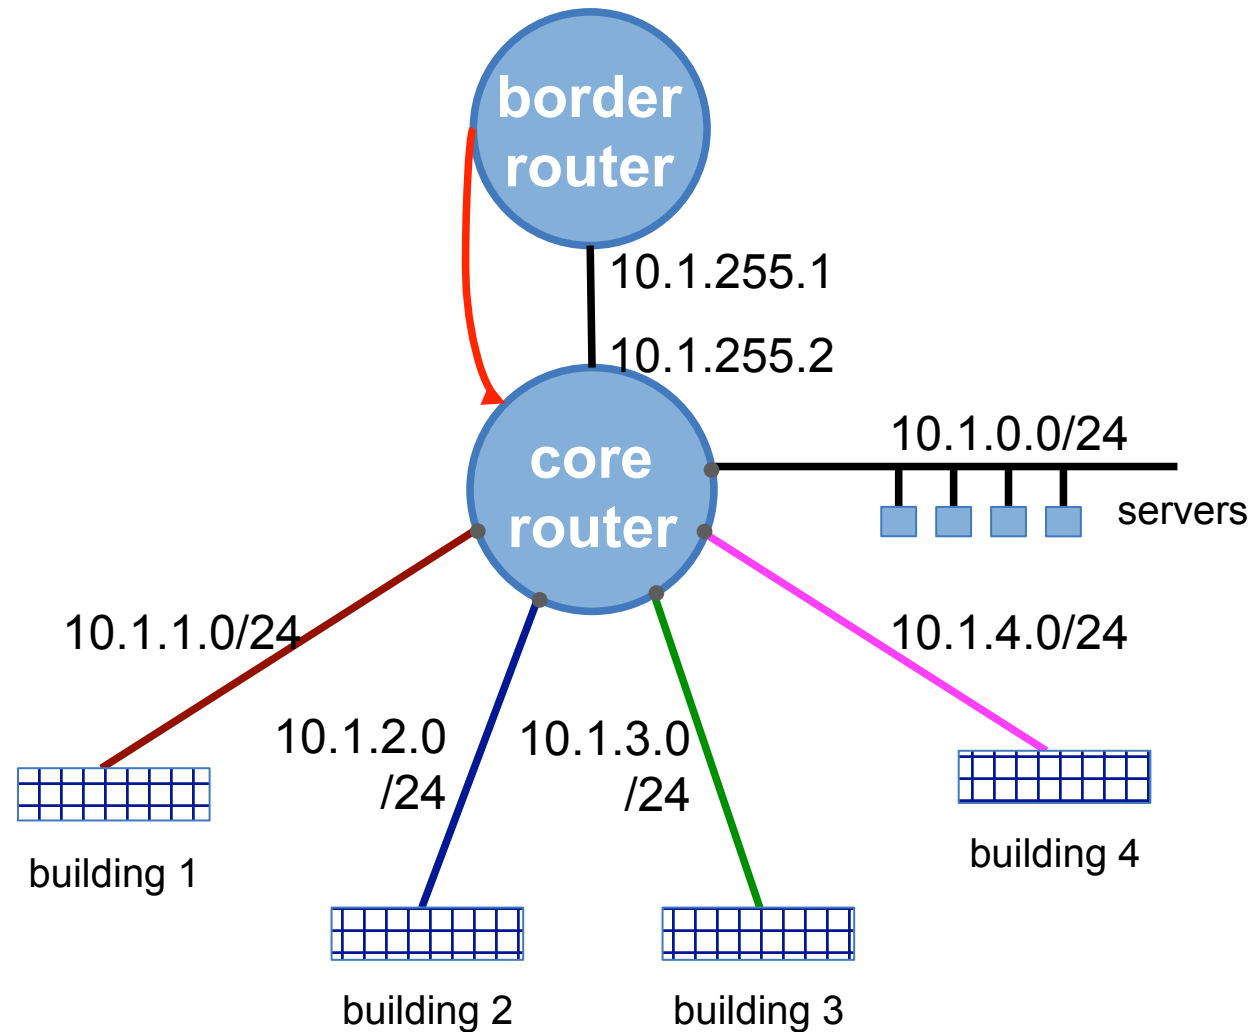 border
router
10.1.255.1
10.1.255.2
10.1.0.0/24
core
router
servers
10.1.1.0/24
10.1.4.0/24
10.1.2.0
/24
10.1.3.0
/24
building 1
building 4
building 2
building 3